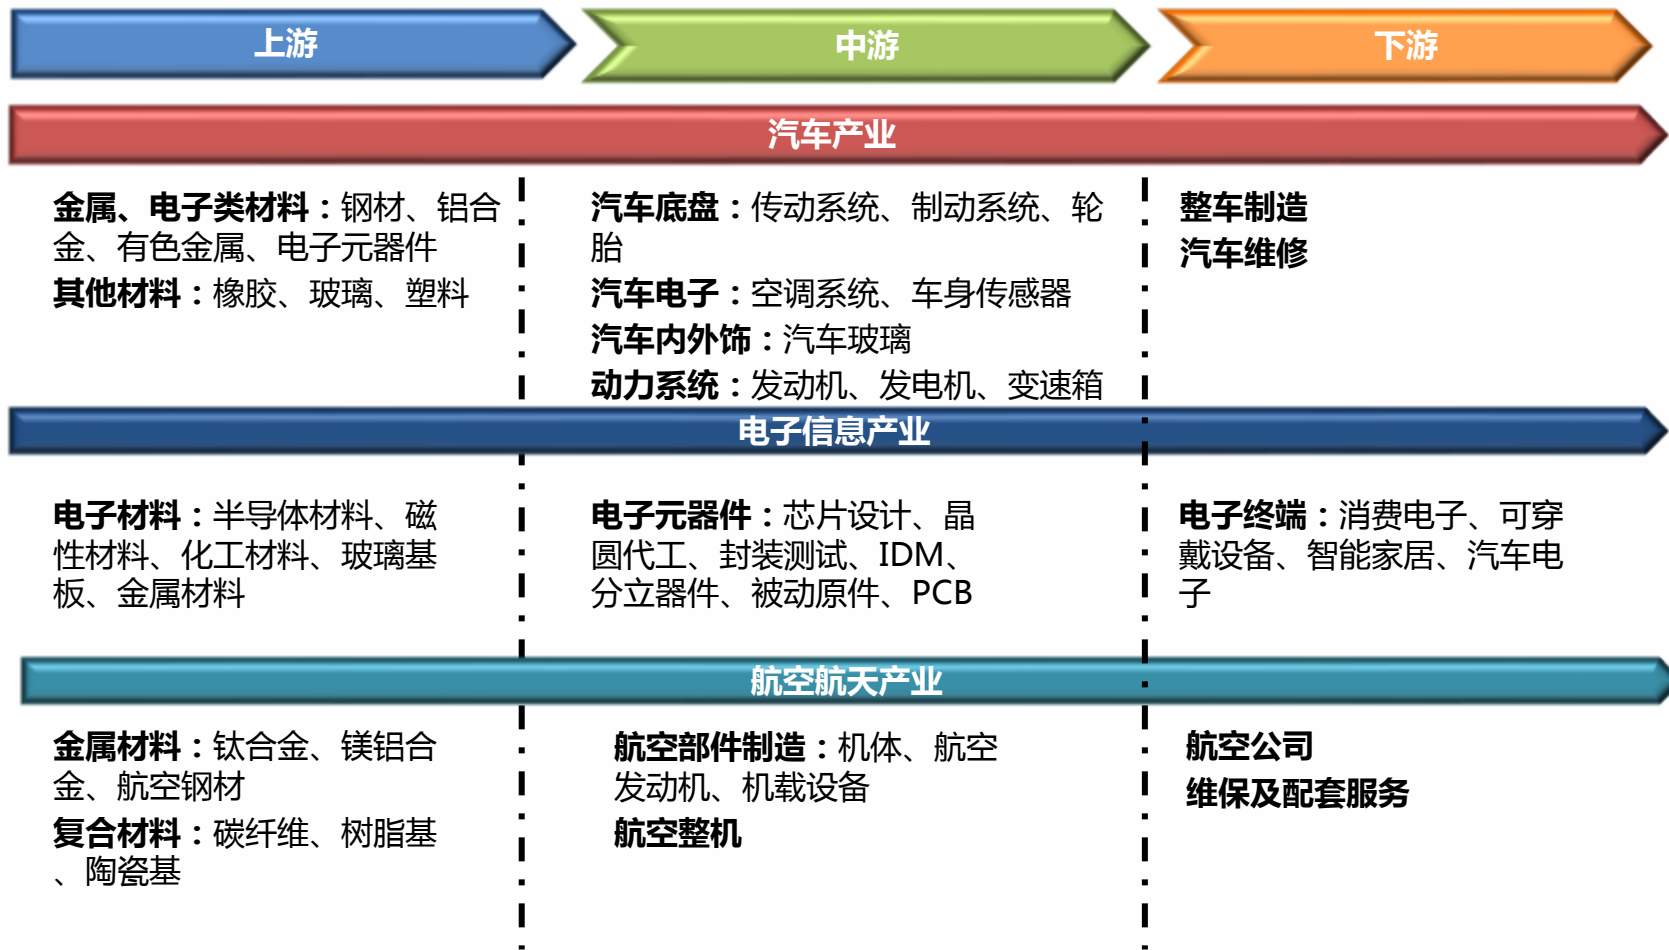 上游
中游
下游
汽车产业
金属、电子类材料：钢材、铝合
金、有色金属、电子元器件
其他材料：橡胶、玻璃、塑料
汽车底盘：传动系统、制动系统、轮
胎
汽车电子：空调系统、车身传感器
汽车内外饰：汽车玻璃
动力系统：发动机、发电机、变速箱
整车制造
汽车维修
电子信息产业
电子材料：半导体材料、磁
性材料、化工材料、玻璃基
板、金属材料
电子元器件：芯片设计、晶
圆代工、封装测试、IDM、
分立器件、被动原件、PCB
电子终端：消费电子、可穿
戴设备、智能家居、汽车电
子
航空航天产业
金属材料：钛合金、镁铝合
金、航空钢材
复合材料：碳纤维、树脂基
、陶瓷基
航空部件制造：机体、航空
发动机、机载设备
航空整机
航空公司
维保及配套服务